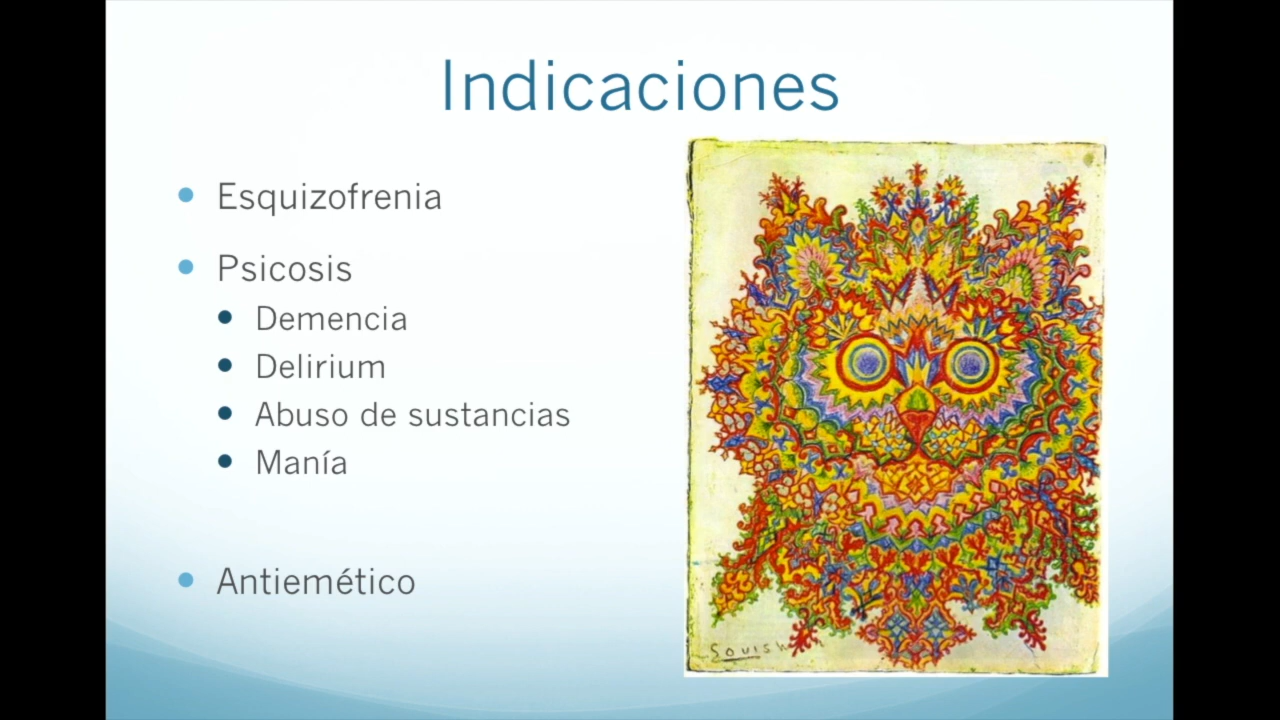 Indicaciones
Esquizofrenia
Psicosis
Demencia
Delirium
Abuso de sustancias
Manía
Antiemético